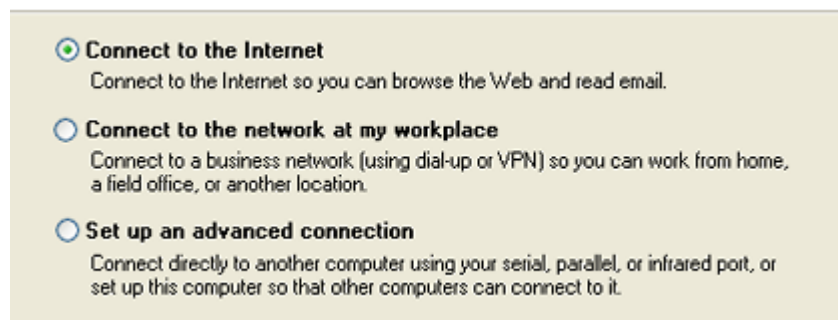 Connect to the Internet
Connect to the Internet so you can browse the Web and read email.
Connect to the network at my workplace
Connect to a business network (using dial-up or VPN) so you can work from home,
a field office, or another location.
Set up an advanced connection
Connect directly to another computer using your serial, parallel, or infrared port, or
set up this computer so that other computers can connect to it.